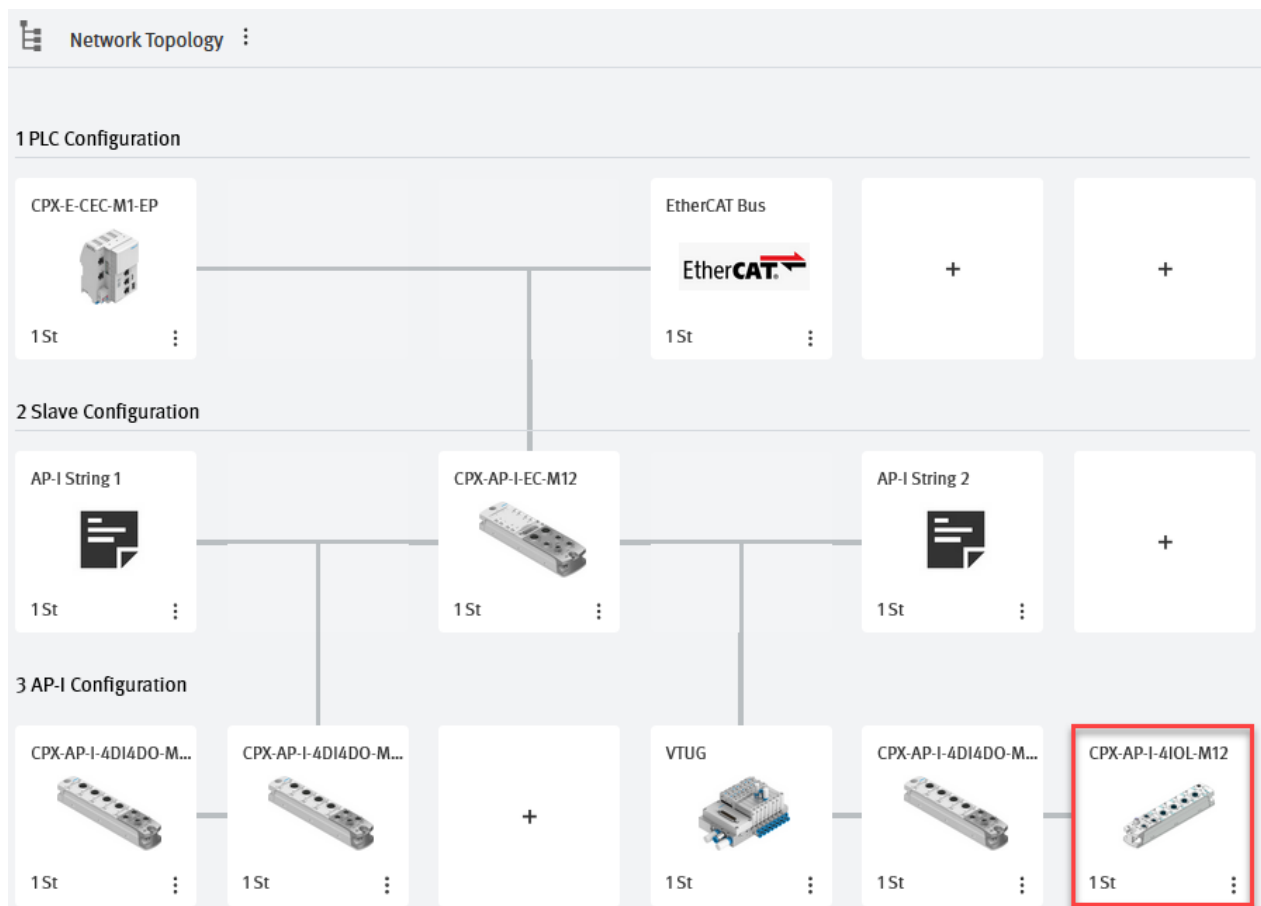 Network Topology
1 PLC Configuration
CPX-E-CEC-M1-EP
EtherCAT Bus
EtherCAT.
+
+
1 St
1 St
2 Slave Configuration
AP-I String 1
CPX-AP-I-EC-M12
AP-I String 2
+
1 St
1 St
1 St
3 AP-I Configuration
CPX-AP-I-4DI4DO-M...
CPX-AP-I-4DI4DO-M...
VTUG
CPX-AP-I-4DI4DO-M...
CPX-AP-I-4IOL-M12
+
1 St
1 St
1 St
1 St
1 St